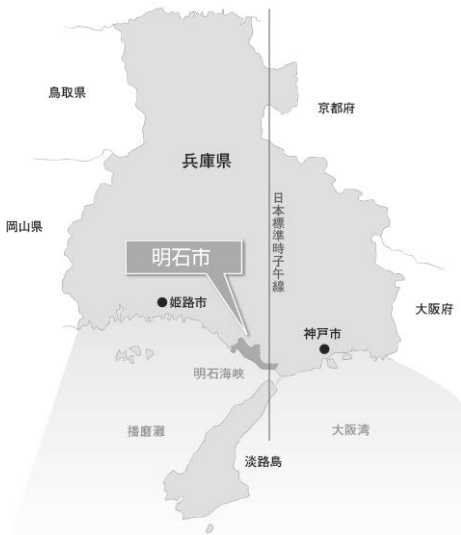 鳥取県
京都府
兵庫県
岡山県
日本標準時子午線
明石市
姫路市
大阪府
神戸市
明石海峡
播磨灘
大阪湾
淡路島